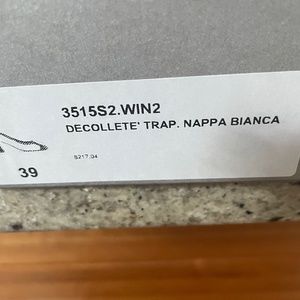 3515S2.WIN2
DECOLLETE' TRAP. NAPPA BIANCA
S217.04
39